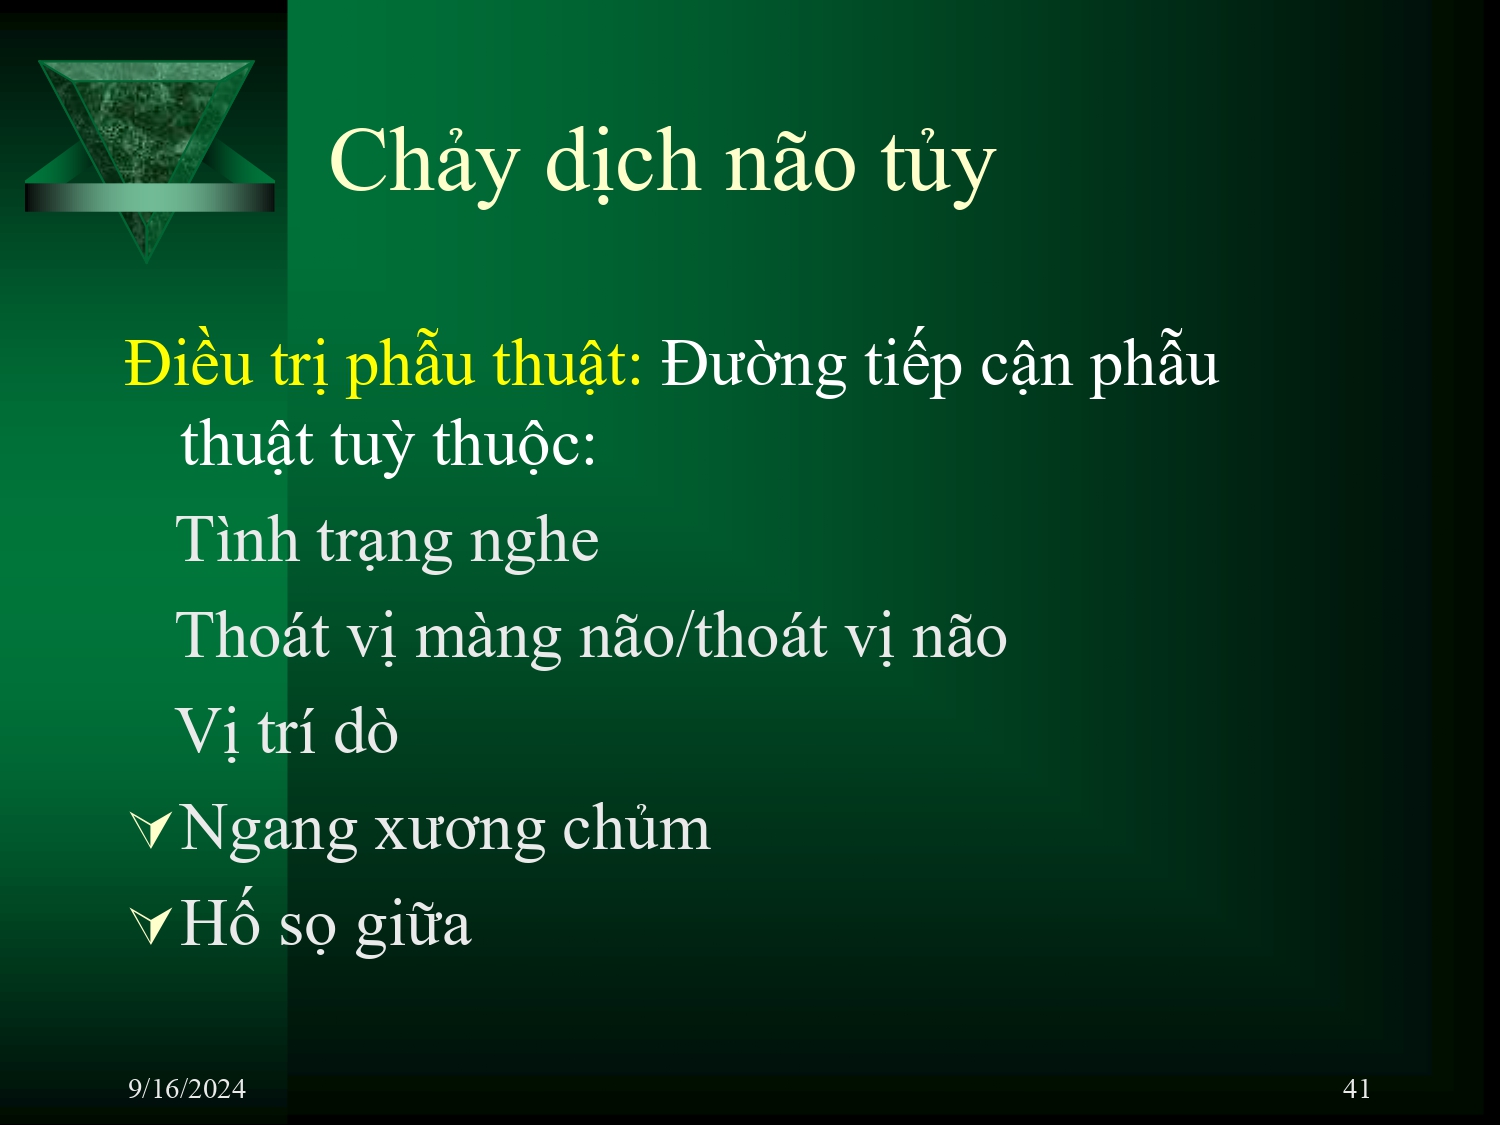 Chảy dịch não tủy
Điều trị phẫu thuật: Đường tiếp cận phẫu
thuật tuỳ thuộc:
Tình trạng nghe
Thoát vị màng não/thoát vị não
Vị trí dò
Ngang xương chủm
Hố sọ giữa
9/16/2024
41